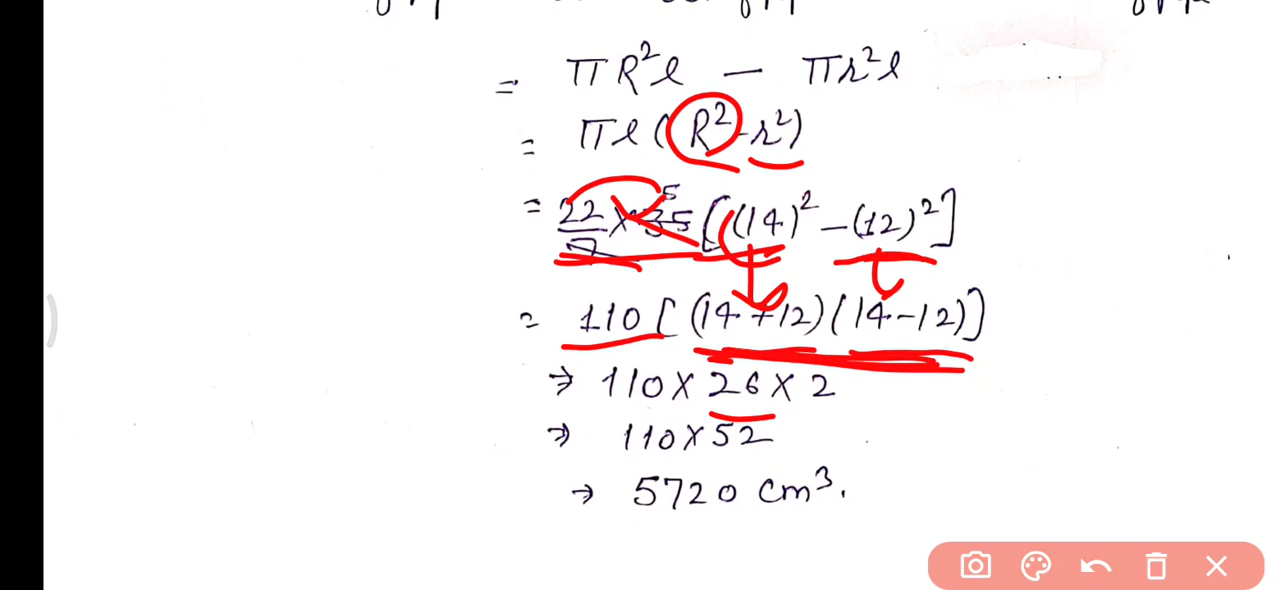 = πR²l - πr²l
= πl(R²-r²)
= 22/7 × 35 5 [(14)² - (12)²]
= 110[(14+12)(14-12)]
⇒ 110×26×2
⇒ 110×52
→ 5720 cm³.